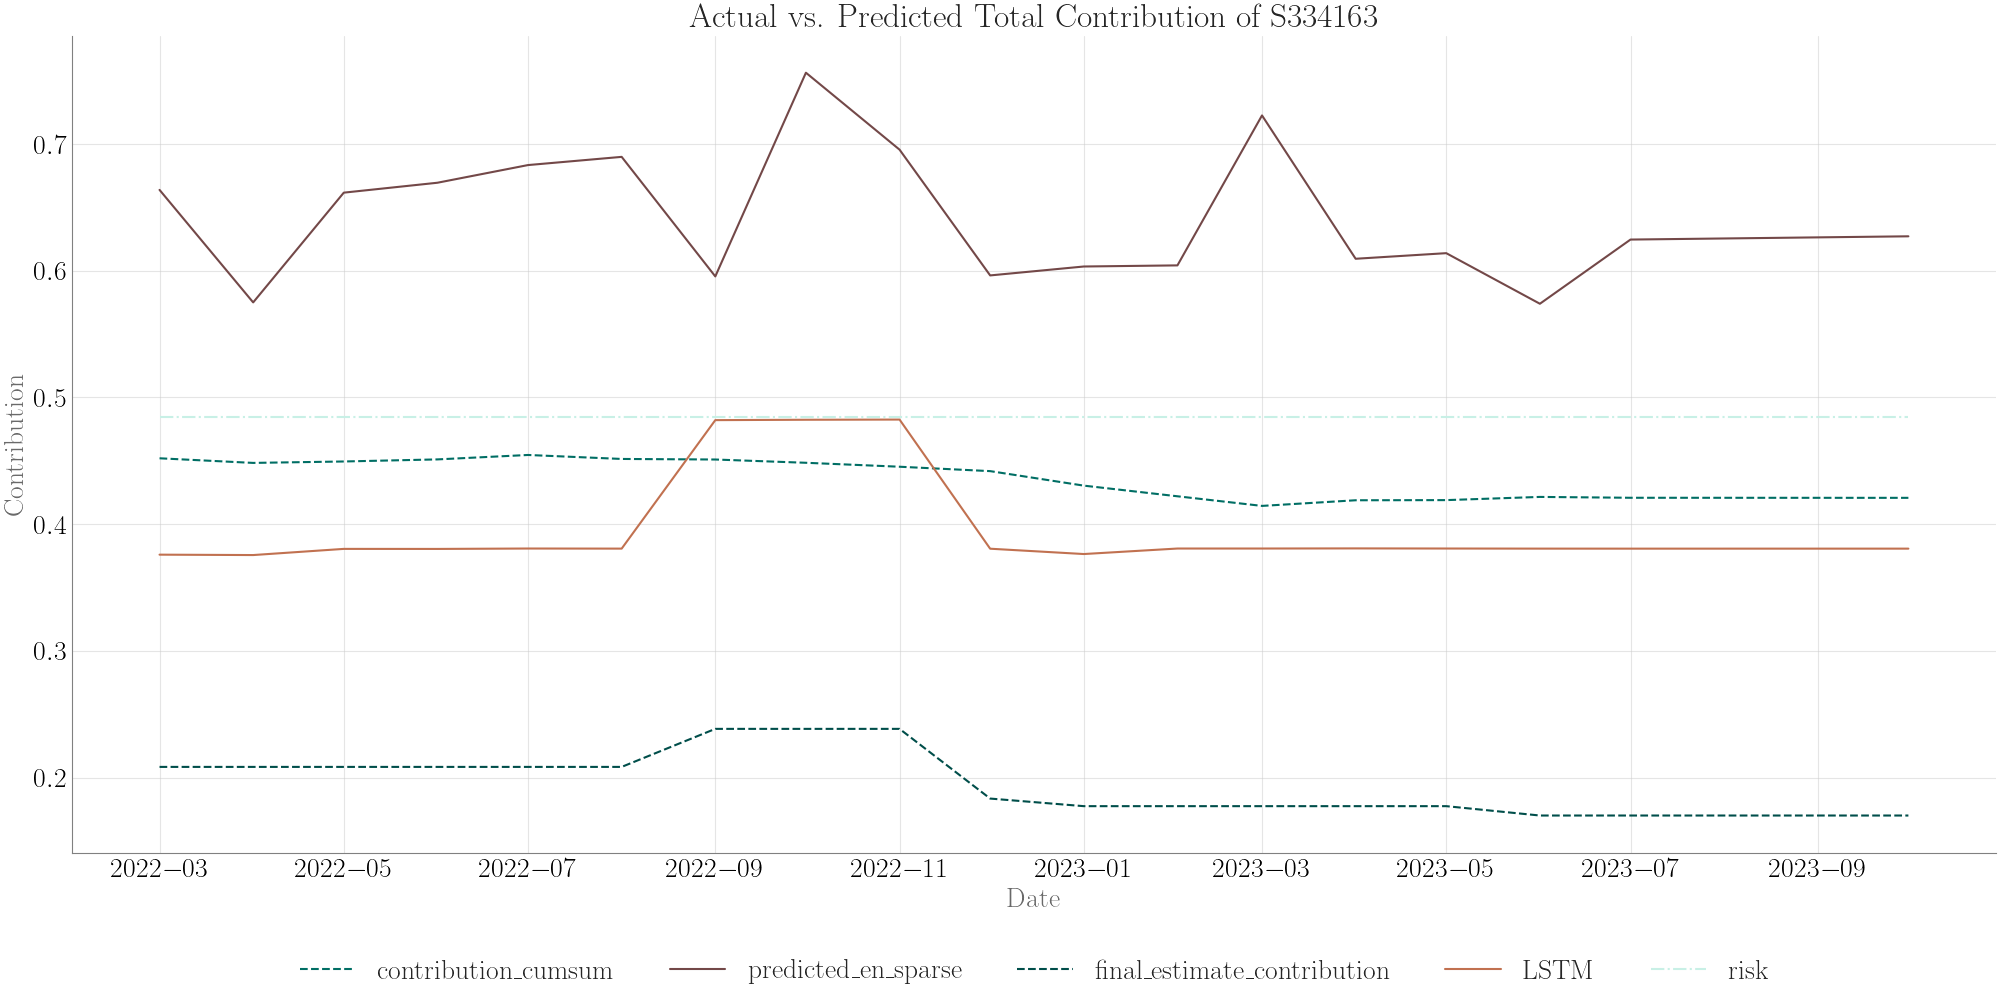 Actual vs. Predicted Total Contribution of S334163
Contribution
0.7
0.6
0.5
0.4
0.3
0.2
2022−03 2022−05 2022−07 2022−09 2022−11 2023−01 2023−03 2023−05 2023−07 2023−09
Date
contribution_cumsum predicted_en_sparse final_estimate_contribution LSTM risk